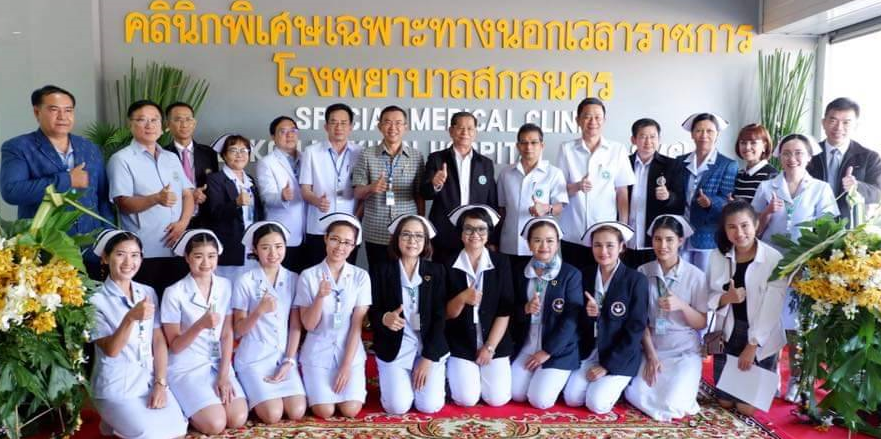 คลินิกพิเศษเฉพาะทางนอกเวลาราชการ
โรงพยาบาลสกลนคร
SPECIAL MEDICAL CLINIC
HOSPITAL